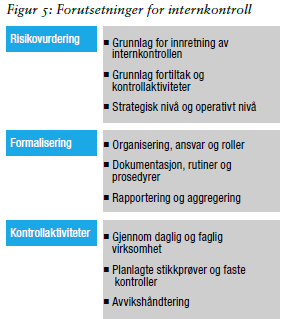 Figur 5: Forutsetninger for internkontroll
Risikovurdering
▪ Grunnlag for innretning av
internkontrollen
▪ Grunnlag fortiltak og
kontrollaktiviteter
▪ Strategisk nivå og operativt nivå
Formalisering
▪ Organisering, ansvar og roller
▪ Dokumentasjon, rutiner og
prosedyrer
▪ Rapportering og aggregering
Kontrollaktiviteter
▪ Gjennom daglig og faglig
virksomhet
▪ Planlagte stikkprøver og faste
kontroller
▪ Avvikshåndtering